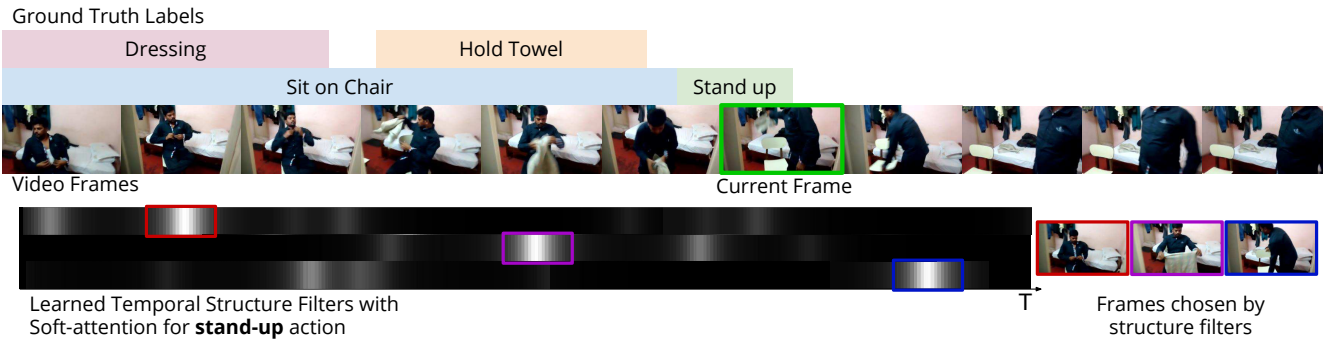 Ground Truth Labels
Dressing
Hold Towel
Sit on Chair
Stand up
Video Frames
Current Frame
T
Learned Temporal Structure Filters with
Soft-attention for stand-up action
Frames chosen by
structure filters